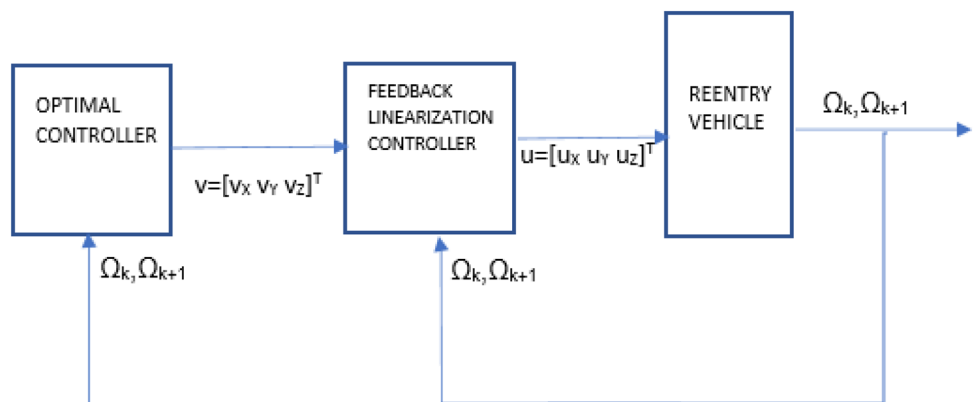 OPTIMAL
CONTROLLER
v=[vX vY vZ]ᵀ
FEEDBACK
LINEARIZATION
CONTROLLER
u=[uX uY uZ]ᵀ
REENTRY
VEHICLE
Ωk,Ωk+1
Ωk,Ωk+1
Ωk,Ωk+1